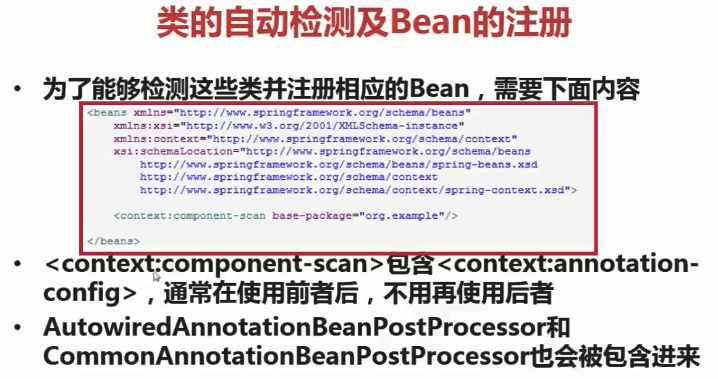 类的自动检测及Bean的注册
• 为了能够检测这些类并注册相应的Bean，需要下面内容
<beans xmlns="http://www.springframework.org/schema/beans"
xmlns:xsi="http://www.w3.org/2001/XMLSchema-instance"
xmlns:context="http://www.springframework.org/schema/context"
xsi:schemaLocation="http://www.springframework.org/schema/beans
http://www.springframework.org/schema/beans/spring-beans.xsd
http://www.springframework.org/schema/context
http://www.springframework.org/schema/context/spring-context.xsd">
<context:component-scan base-package="org.example"/>
</beans>
• <context:component-scan>包含<context:annotation-
config>，通常在使用前者后，不用再使用后者
• AutowiredAnnotationBeanPostProcessor和
CommonAnnotationBeanPostProcessor也会被包含进来